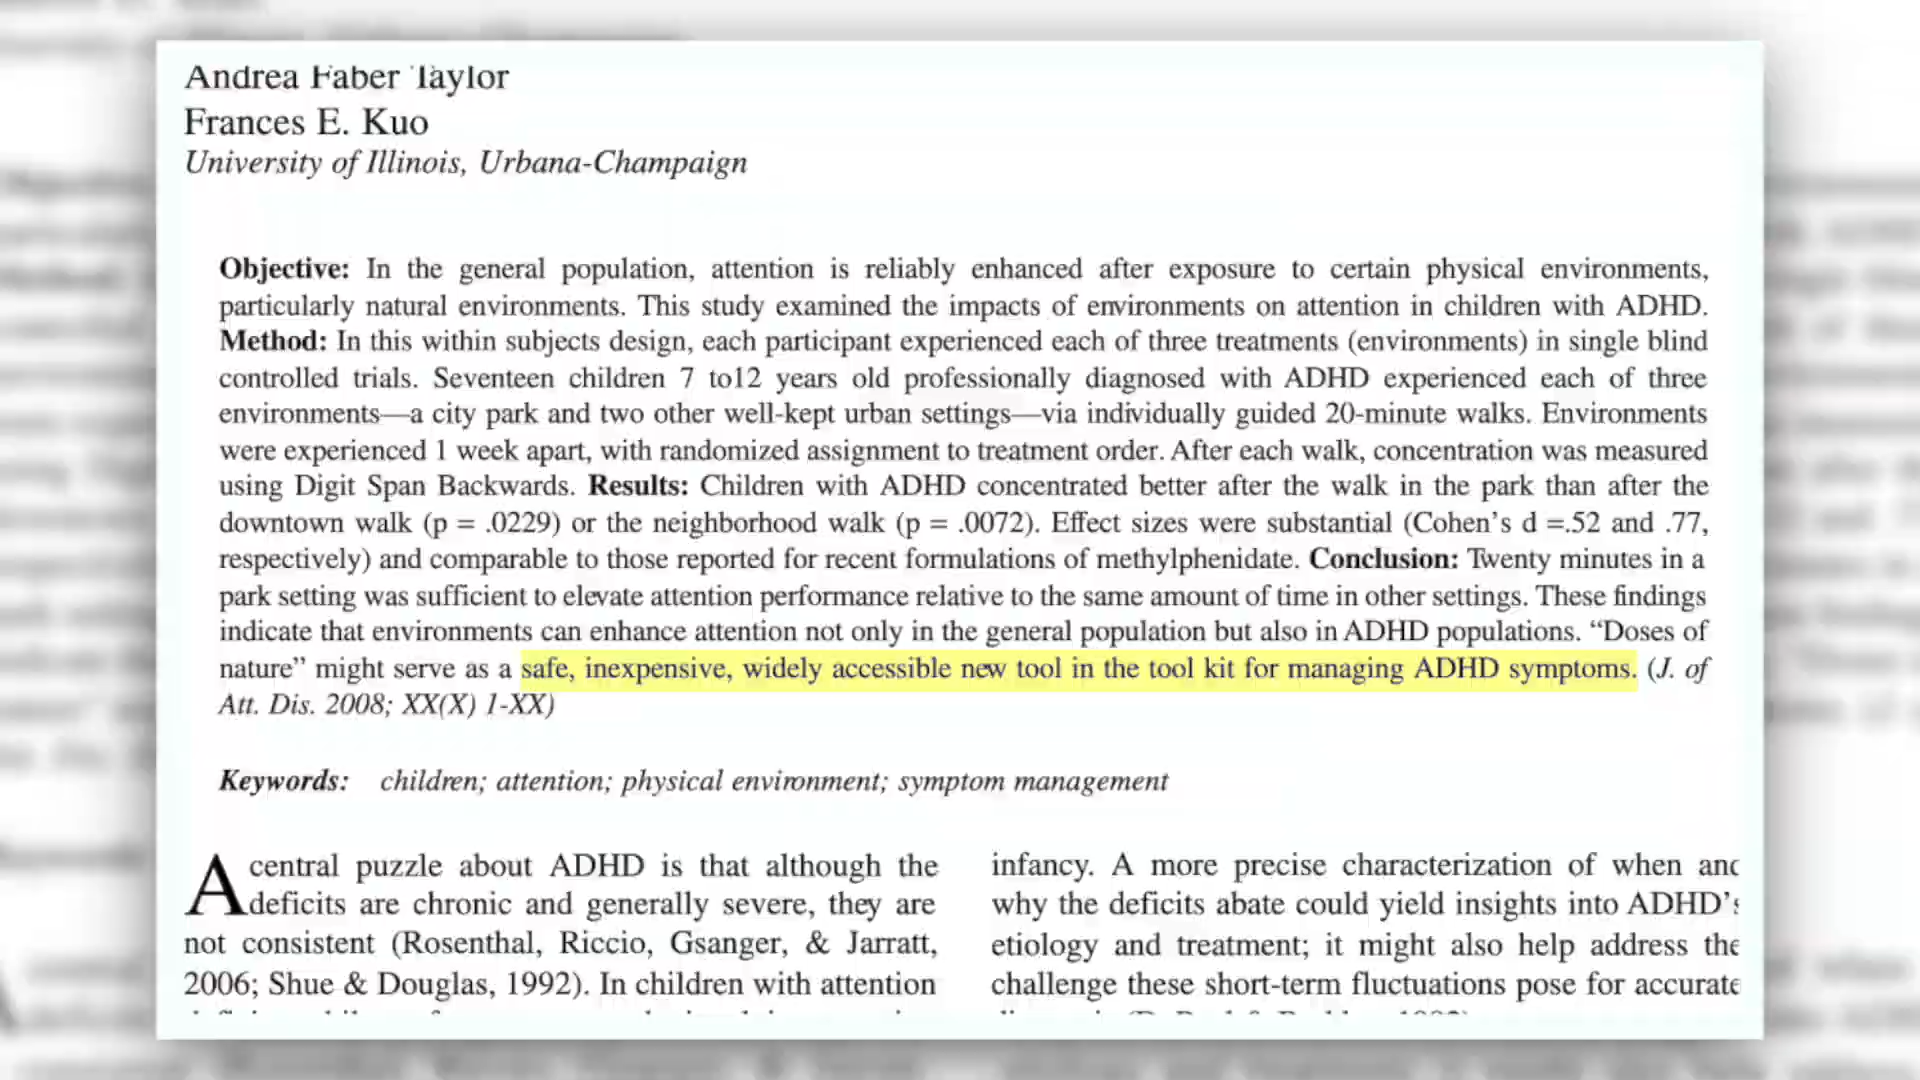 Andrea Faber Taylor
Frances E. Kuo
University of Illinois, Urbana-Champaign
Objective: In the general population, attention is reliably enhanced after exposure to certain physical environments,
particularly natural environments. This study examined the impacts of environments on attention in children with ADHD.
Method: In this within subjects design, each participant experienced each of three treatments (environments) in single blind
controlled trials. Seventeen children 7 to12 years old professionally diagnosed with ADHD experienced each of three
environments—a city park and two other well-kept urban settings—via individually guided 20-minute walks. Environments
were experienced 1 week apart, with randomized assignment to treatment order. After each walk, concentration was measured
using Digit Span Backwards. Results: Children with ADHD concentrated better after the walk in the park than after the
downtown walk (p = .0229) or the neighborhood walk (p = .0072). Effect sizes were substantial (Cohen's d =.52 and .77,
respectively) and comparable to those reported for recent formulations of methylphenidate. Conclusion: Twenty minutes in a
park setting was sufficient to elevate attention performance relative to the same amount of time in other settings. These findings
indicate that environments can enhance attention not only in the general population but also in ADHD populations. “Doses of
nature” might serve as a safe, inexpensive, widely accessible new tool in the tool kit for managing ADHD symptoms. (J. of
Att. Dis. 2008; XX(X) 1-XX)
Keywords: children; attention; physical environment; symptom management
A central puzzle about ADHD is that although the
deficits are chronic and generally severe, they are
not consistent (Rosenthal, Riccio, Gsanger, & Jarratt,
2006; Shue & Douglas, 1992). In children with attention
infancy. A more precise characterization of when and
why the deficits abate could yield insights into ADHD's
etiology and treatment; it might also help address the
challenge these short-term fluctuations pose for accurate